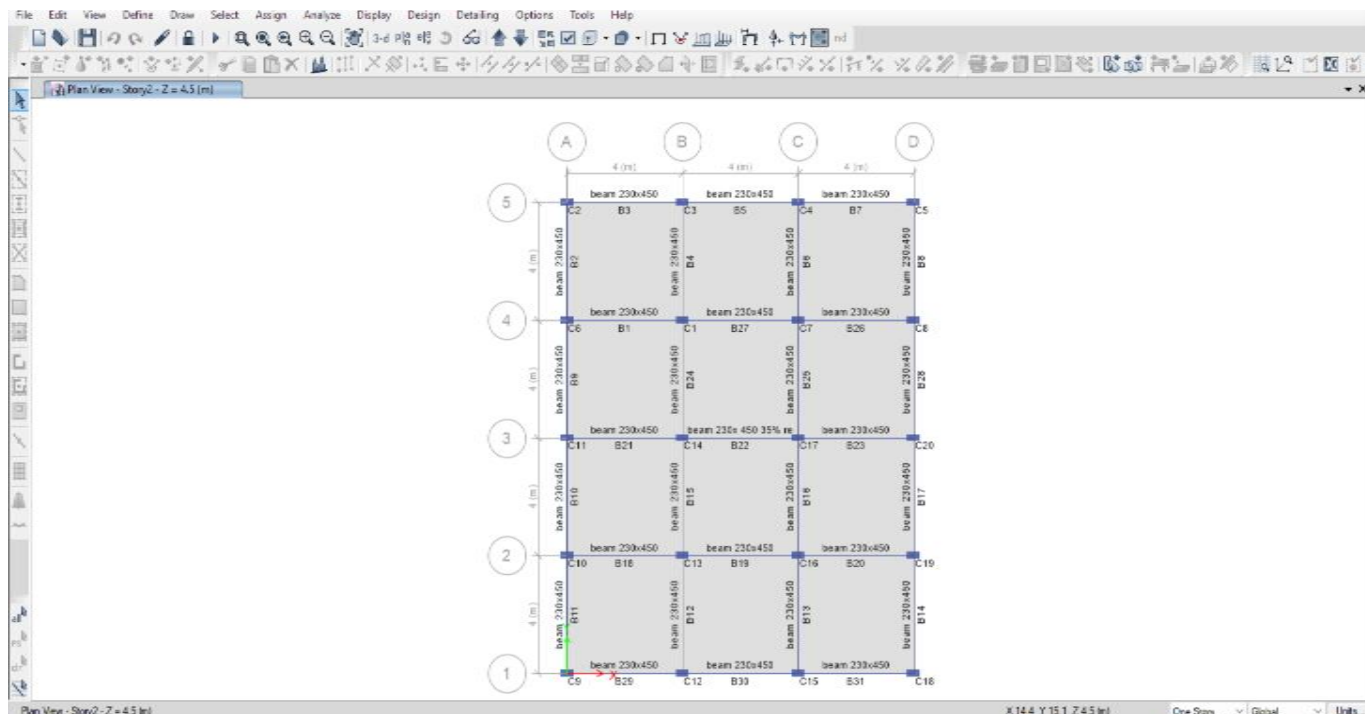 File Edit View Define Draw Select Assign Analyze Display Design Detailing Options Tools Help
3-d
nd
Plan View - Story2 - Z = 4.5 (m)
A B C D
4 (m) 4 (m) 4 (m)
beam 230x450 beam 230x450 beam 230x450
5
C2 B3 C3 B5 C4 B7 C5
4 (m) beam 230x450 B2 beam 230x450 B4 beam 230x450 B6 beam 230x450 B8
beam 230x450 beam 230x450 beam 230x450
4
C6 B1 C1 B27 C7 B26 C8
4 (m) beam 230x450 B9 beam 230x450 B24 beam 230x450 B25 beam 230x450 B28
beam 230x450 beam 230x 450 35% re beam 230x450
3
C11 B21 C14 B22 C17 B23 C20
4 (m) beam 230x450 B10 beam 230x450 B15 beam 230x450 B16 beam 230x450 B17
beam 230x450 beam 230x450 beam 230x450
2
C10 B18 C13 B19 C16 B20 C19
4 (m) beam 230x450 B11 beam 230x450 B12 beam 230x450 B13 beam 230x450 B14
beam 230x450 beam 230x450 beam 230x450
1
X
C9 B29 C12 B30 C15 B31 C18
Plan View - Story2 - Z = 4.5 (m) X 14.4 Y 15.1 Z 4.5 (m) One Story Global Units